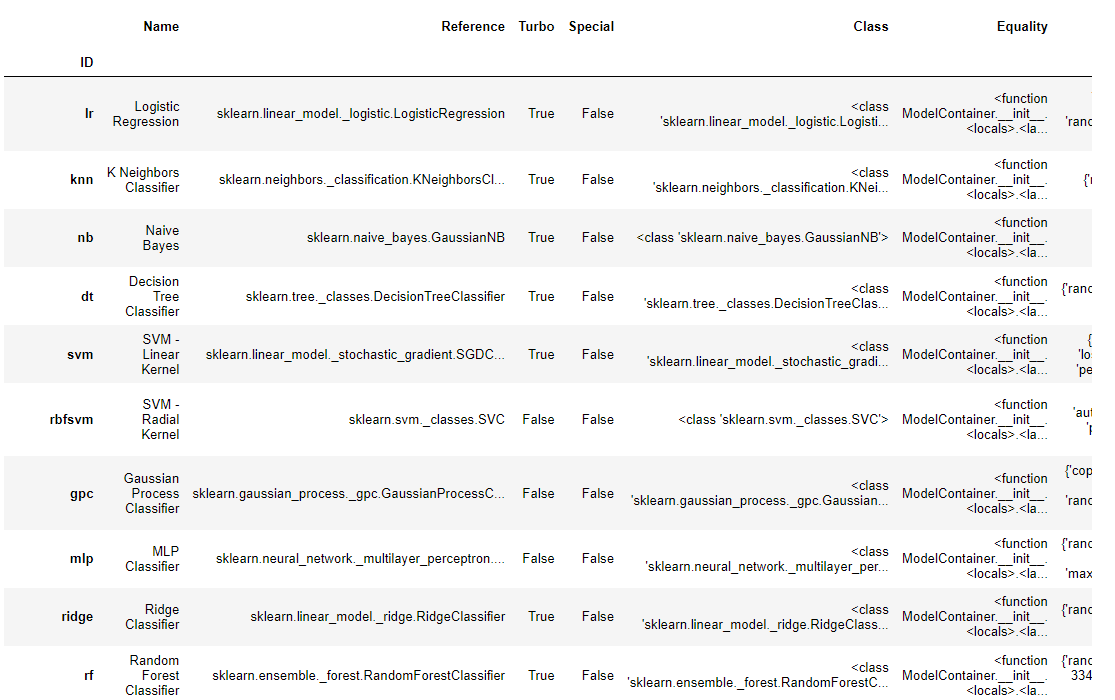 Name Reference Turbo Special Class Equality
ID
lr Logistic Regression sklearn.linear_model._logistic.LogisticRegression True False <class 'sklearn.linear_model._logistic.Logisti... <function ModelContainer.__init__.<locals>.<la... 'ranc
knn K Neighbors Classifier sklearn.neighbors._classification.KNeighborsCl... True False <class 'sklearn.neighbors._classification.KNei... <function ModelContainer.__init__.<locals>.<la...
nb Naive Bayes sklearn.naive_bayes.GaussianNB True False <class 'sklearn.naive_bayes.GaussianNB'> <function ModelContainer.__init__.<locals>.<la...
dt Decision Tree Classifier sklearn.tree._classes.DecisionTreeClassifier True False <class 'sklearn.tree._classes.DecisionTreeClas... <function ModelContainer.__init__.<locals>.<la... {'ranc
svm SVM - Linear Kernel sklearn.linear_model._stochastic_gradient.SGDC... True False <class 'sklearn.linear_model._stochastic_gradi... <function ModelContainer.__init__.<locals>.<la... { 'lo 'pe
rbfsvm SVM - Radial Kernel sklearn.svm._classes.SVC False False <class 'sklearn.svm._classes.SVC'> <function ModelContainer.__init__.<locals>.<la... 'aut
gpc Gaussian Process Classifier sklearn.gaussian_process._gpc.GaussianProcessC... False False <class 'sklearn.gaussian_process._gpc.Gaussian... <function ModelContainer.__init__.<locals>.<la... {'cop 'ranc
mlp MLP Classifier sklearn.neural_network._multilayer_perceptron.... False False <class 'sklearn.neural_network._multilayer_per... <function ModelContainer.__init__.<locals>.<la... {'ranc 'max
ridge Ridge Classifier sklearn.linear_model._ridge.RidgeClassifier True False <class 'sklearn.linear_model._ridge.RidgeClass... <function ModelContainer.__init__.<locals>.<la... {'ranc
rf Random Forest Classifier sklearn.ensemble._forest.RandomForestClassifier True False <class 'sklearn.ensemble._forest.RandomForestC... <function ModelContainer.__init__.<locals>.<la... {'ranc 334